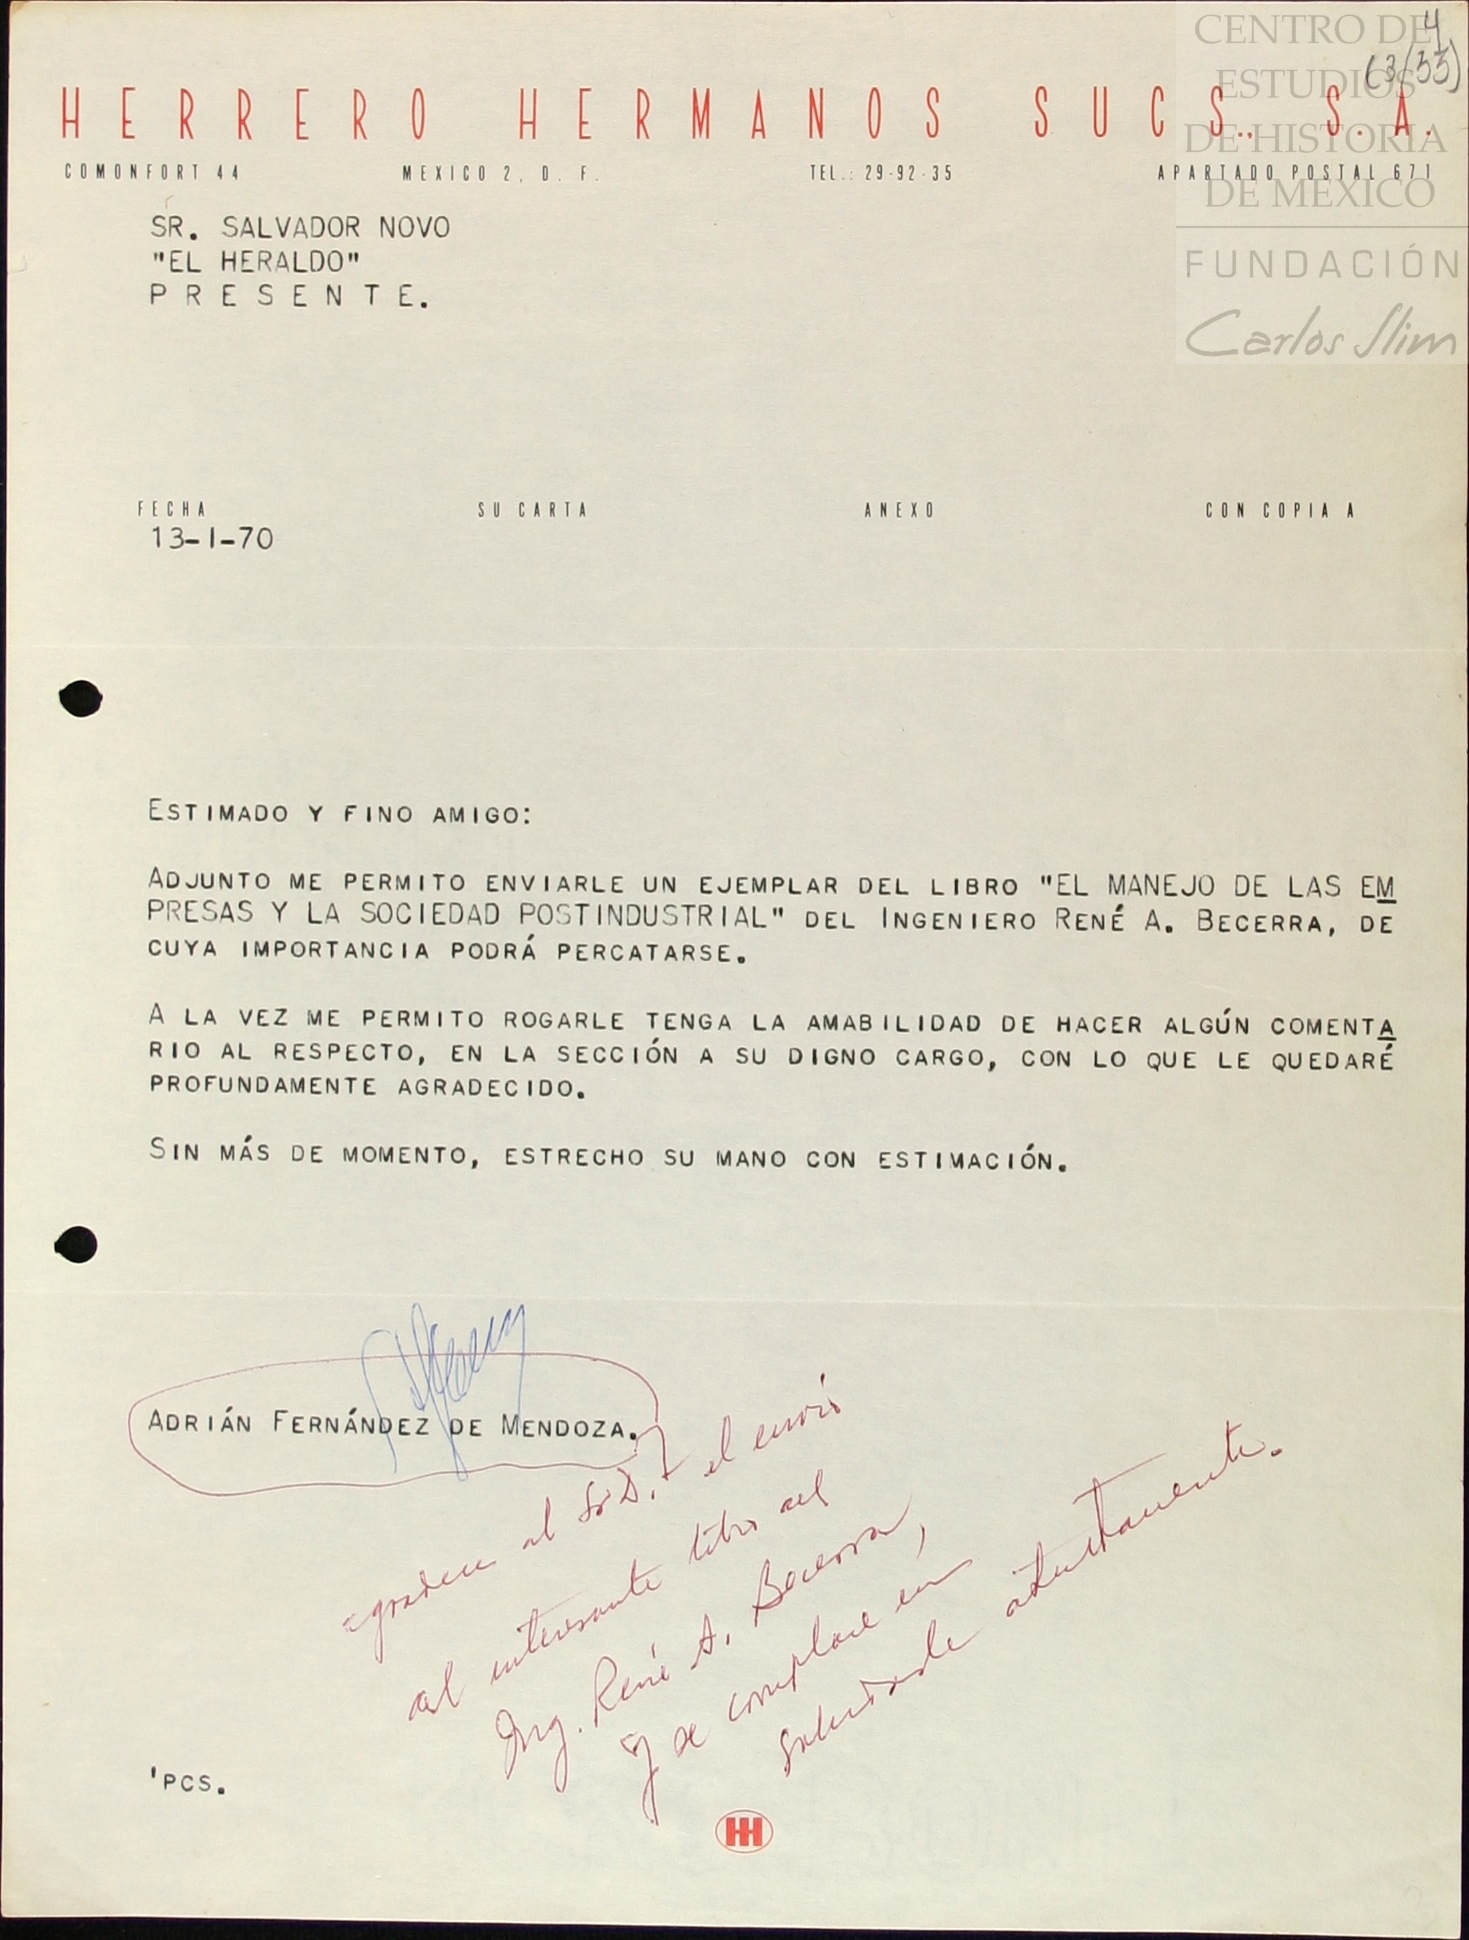 4
(3/33)
CENTRO DE
ESTUDIOS
DE HISTORIA
DE MÉXICO
FUNDACIÓN
Carlos Slim
HERRERO HERMANOS SUCS., S.A.
COMONFORT 44 MEXICO 2, D. F. TEL.: 29-92-35 APARTADO POSTAL 671
SR. SALVADOR NOVO
"EL HERALDO"
P R E S E N T E.
FECHA SU CARTA ANEXO CON COPIA A
13-I-70
ESTIMADO Y FINO AMIGO:
ADJUNTO ME PERMITO ENVIARLE UN EJEMPLAR DEL LIBRO "EL MANEJO DE LAS EM
PRESAS Y LA SOCIEDAD POSTINDUSTRIAL" DEL INGENIERO RENÉ A. BECERRA, DE
CUYA IMPORTANCIA PODRÁ PERCATARSE.
A LA VEZ ME PERMITO ROGARLE TENGA LA AMABILIDAD DE HACER ALGÚN COMENTA
RIO AL RESPECTO, EN LA SECCIÓN A SU DIGNO CARGO, CON LO QUE LE QUEDARÉ
PROFUNDAMENTE AGRADECIDO.
SIN MÁS DE MOMENTO, ESTRECHO SU MANO CON ESTIMACIÓN.
ADRIÁN FERNÁNDEZ DE MENDOZA.
agradece al Sr D. el envío
del interesante libro del
Ing. René A. Becerra,
y se complace en
saludarle atentamente.
'PCS.
HH